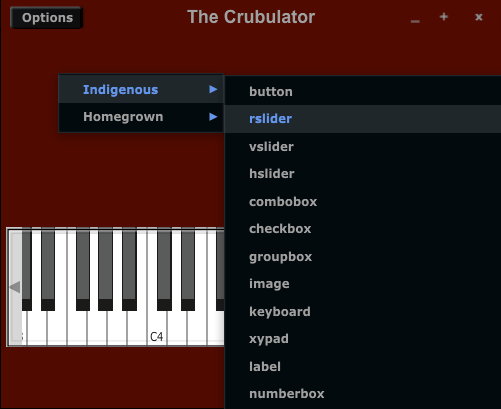 Options
The Crubulator
Indigenous
Homegrown
button
rslider
vslider
hslider
combobox
checkbox
groupbox
image
keyboard
xypad
label
numberbox
C4